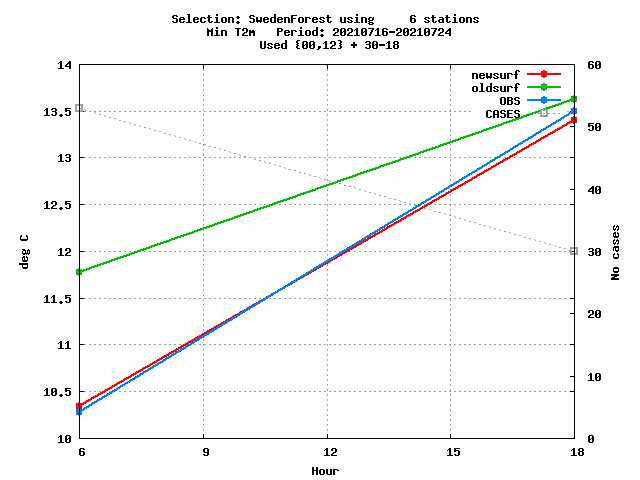 Selection: SwedenForest using     6 stations
Min T2m   Period: 20210716-20210724
Used {00,12} + 30-18
newsurf
oldsurf
OBS
CASES
14
13.5
13
12.5
12
11.5
11
10.5
10
deg C
60
50
40
30
20
10
0
No cases
6 9 12 15 18
Hour